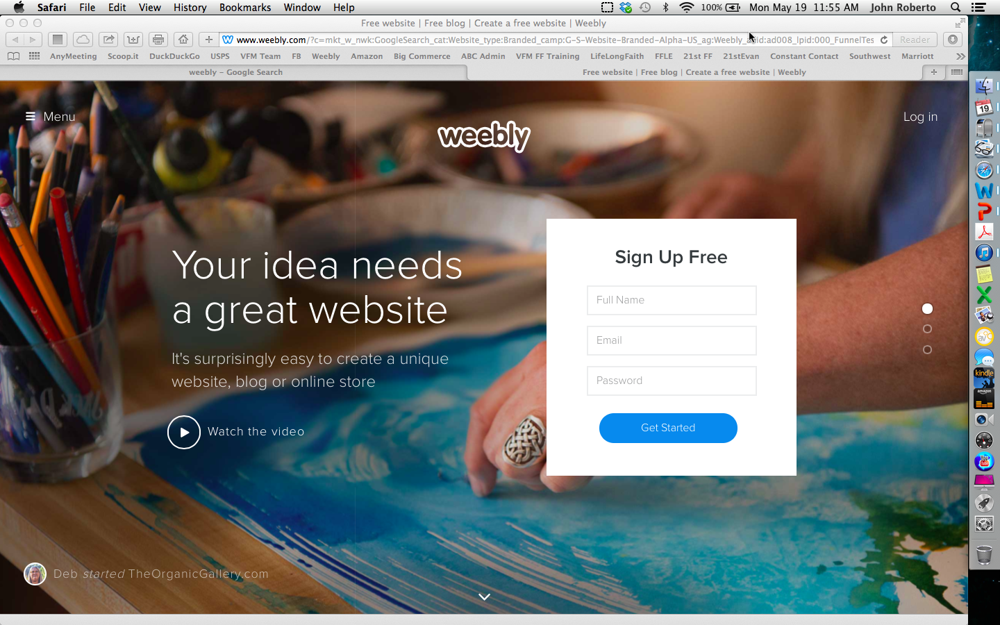 Safari File Edit View History Bookmarks Window Help 100% Mon May 19 11:55 AM John Roberto
Free website | Free blog | Create a free website | Weebly
www.weebly.com/?c=mkt_w_nwk:GoogleSearch_cat:Website_type:Branded_camp:G-S-Website-Branded-Alpha-US_ag:Weebly_ :ad008_lpid:000_FunnelTes Reader
AnyMeeting Scoop.it DuckDuckGo USPS VFM Team FB Weebly Amazon Big Commerce ABC Admin VFM FF Training LifeLongFaith FFLE 21st FF 21stEvan Constant Contact Southwest Marriott
weebly – Google Search
Free website | Free blog | Create a free website | Weebly
Menu
weebly
Log in
Your idea needs
a great website
It's surprisingly easy to create a unique
website, blog or online store
Watch the video
Sign Up Free
Full Name
Email
Password
Get Started
Deb started TheOrganicGallery.com
19
kindle
amazon